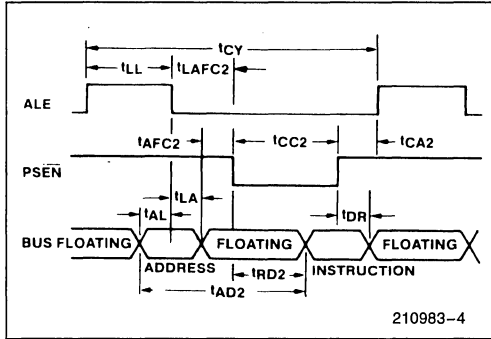 tCY
tLL tLAFC2
ALE
tAFC2 tCC2 tCA2
PSEN
tLA
tAL tDR
BUS FLOATING FLOATING FLOATING
ADDRESS tRD2 INSTRUCTION
tAD2
210983-4